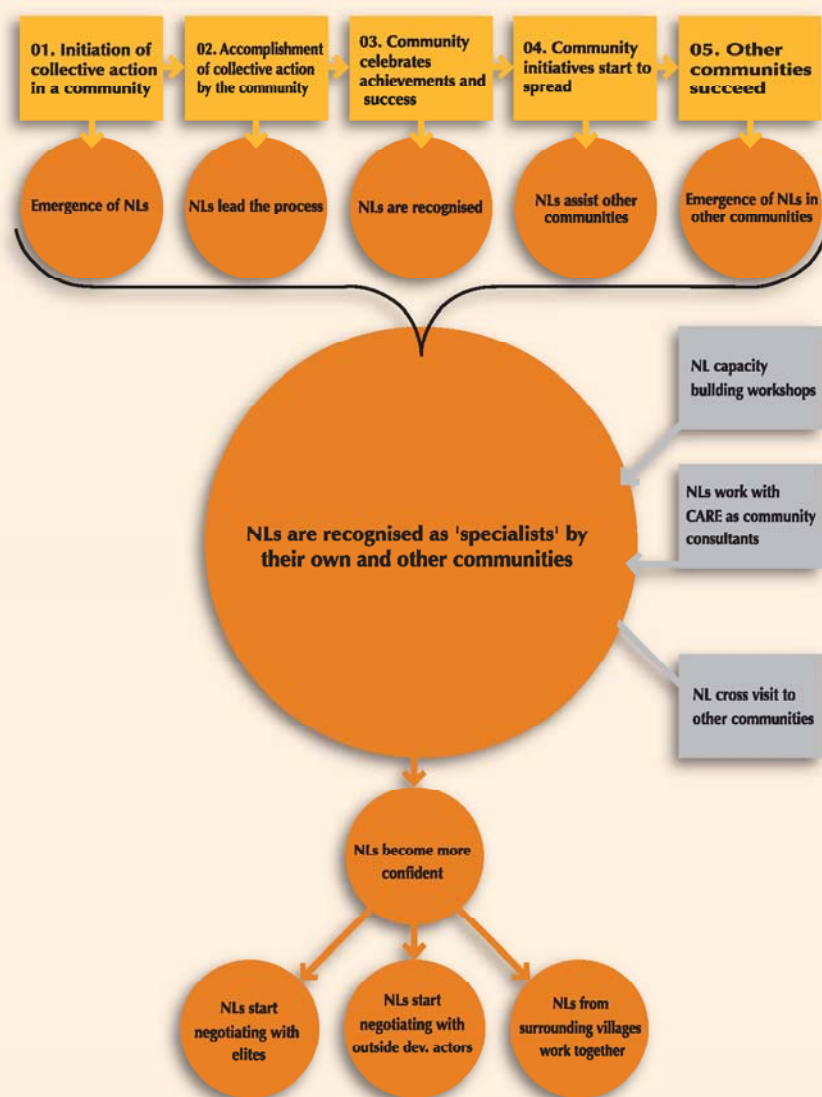 01. Initiation of
collective action
in a community
02. Accomplishment
of collective action
by the community
03. Community
celebrates
achievements and
success
04. Community
initiatives start to
spread
05. Other
communities
succeed
Emergence of NLs
NLs lead the process
NLs are recognised
NLs assist other
communities
Emergence of NLs in
other communities
NL capacity
building workshops
NLs work with
CARE as community
consultants
NLs are recognised as 'specialists' by
their own and other communities
NL cross visit to
other communities
NLs become more
confident
NLs start
negotiating with
elites
NLs start
negotiating with
outside dev. actors
NLs from
surrounding villages
work together